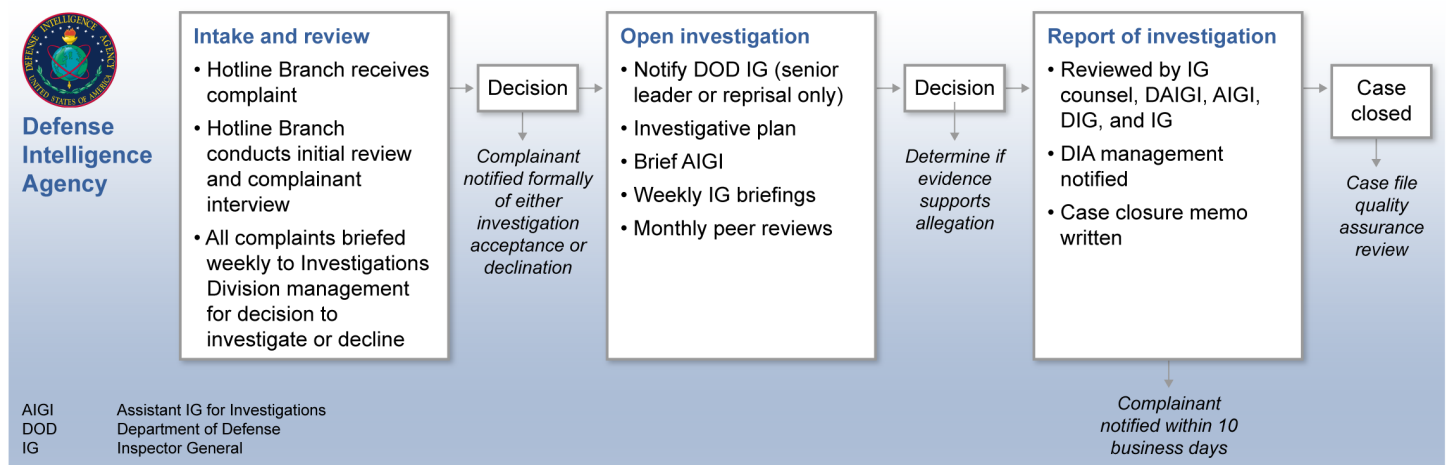 DEFENSE INTELLIGENCE AGENCY
UNITED STATES OF AMERICA
Defense
Intelligence
Agency
Intake and review
• Hotline Branch receives
complaint
• Hotline Branch
conducts initial review
and complainant
interview
• All complaints briefed
weekly to Investigations
Division management
for decision to
investigate or decline
Decision
Complainant
notified formally
of either
investigation
acceptance or
declination
Open investigation
• Notify DOD IG (senior
leader or reprisal only)
• Investigative plan
• Brief AIGI
• Weekly IG briefings
• Monthly peer reviews
Decision
Determine if
evidence
supports
allegation
Report of investigation
• Reviewed by IG
counsel, DAIGI, AIGI,
DIG, and IG
• DIA management
notified
• Case closure memo
written
Complainant
notified within 10
business days
Case
closed
Case file
quality
assurance
review
AIGI Assistant IG for Investigations
DOD Department of Defense
IG Inspector General